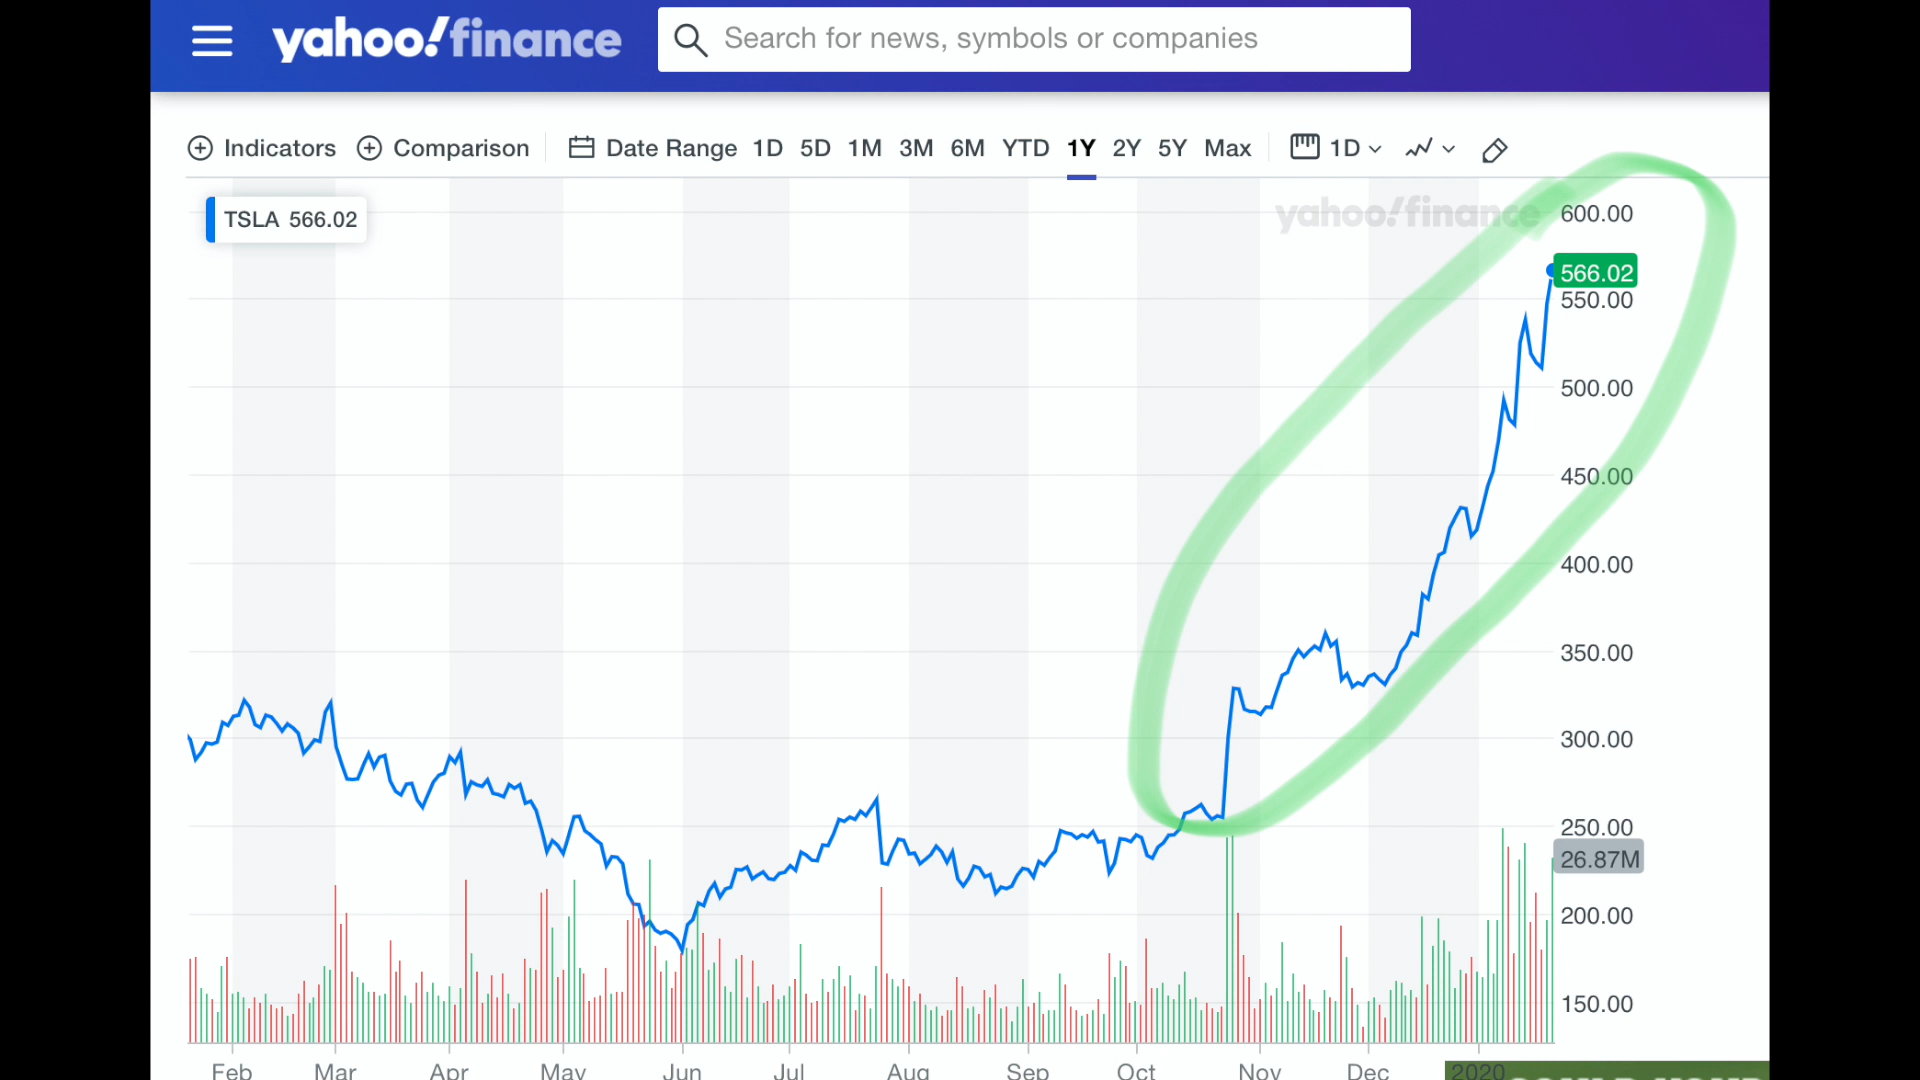 yahoo!finance
Search for news, symbols or companies
Indicators Comparison Date Range 1D 5D 1M 3M 6M YTD 1Y 2Y 5Y Max 1D
TSLA 566.02
yahoo!finance
600.00
566.02
550.00
500.00
450.00
400.00
350.00
300.00
250.00
26.87M
200.00
150.00
Feb Mar Apr May Jun Jul Aug Sep Oct Nov Dec 2020